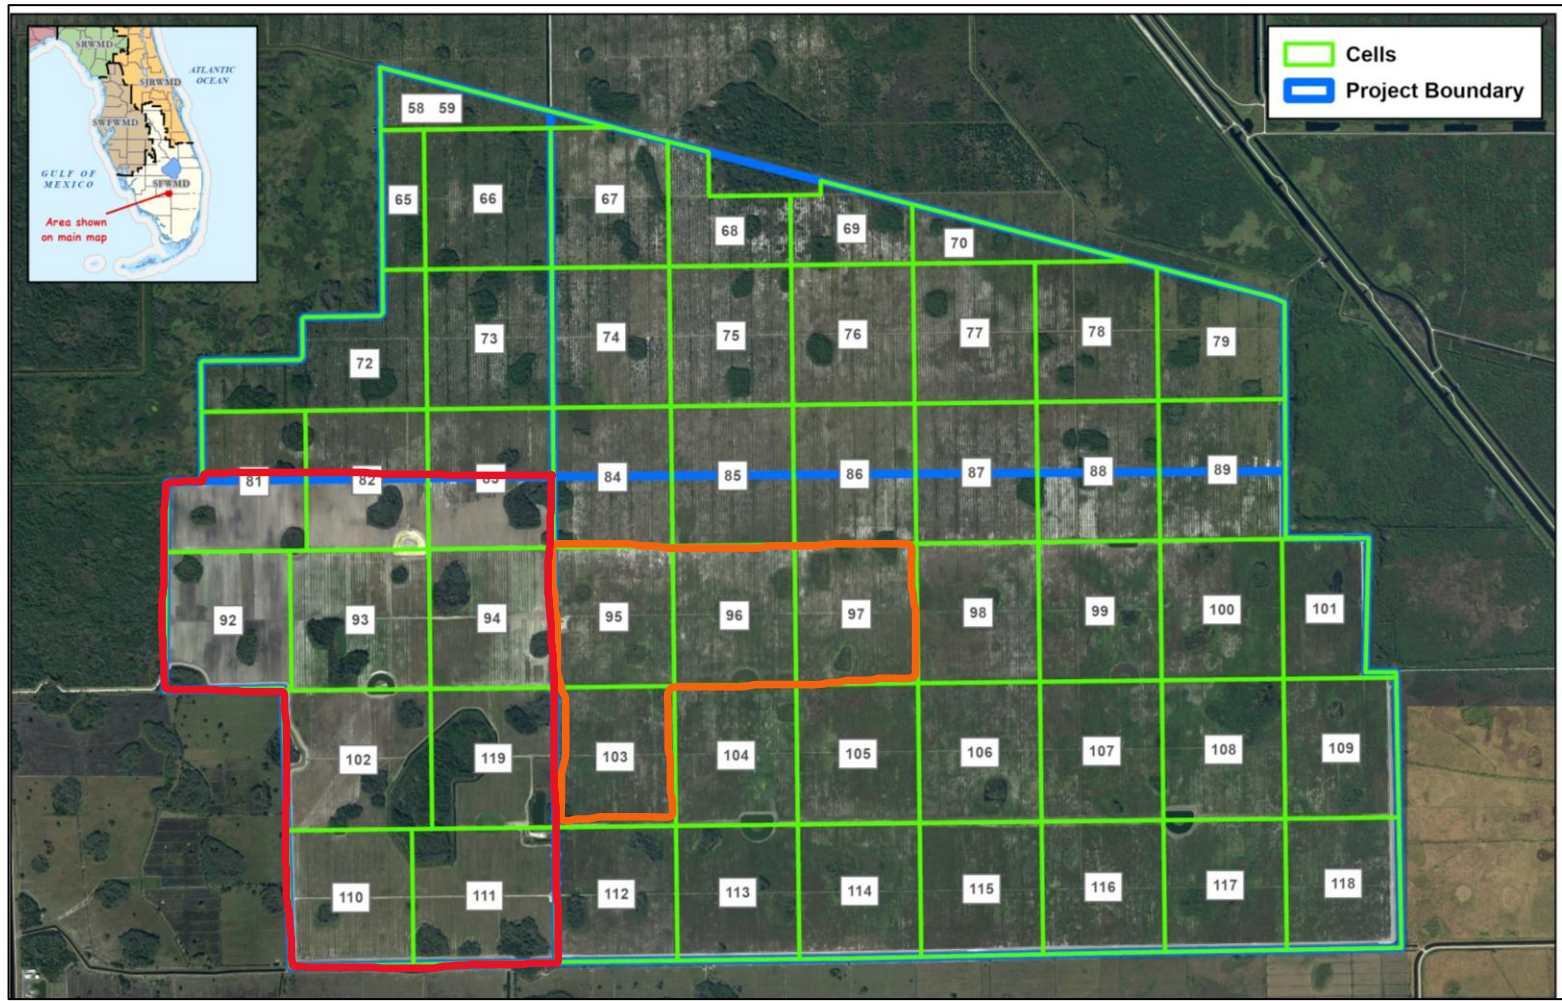 SRWMD
SJRWMD
ATLANTIC
OCEAN
SWFWMD
GULF OF
MEXICO
SFWMD
Area shown
on main map
Cells
Project Boundary
58 59
65 66 67 68 69 70
72 73 74 75 76 77 78 79
81 82 83 84 85 86 87 88 89
92 93 94 95 96 97 98 99 100 101
102 119 103 104 105 106 107 108 109
110 111 112 113 114 115 116 117 118